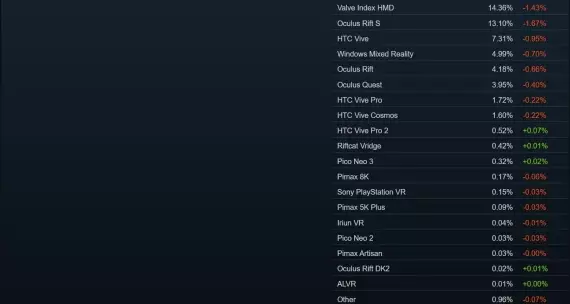 Valve Index HMD 14.36% -1.43%
Oculus Rift S 13.10% -1.67%
HTC Vive 7.31% -0.95%
Windows Mixed Reality 4.99% -0.70%
Oculus Rift 4.18% -0.66%
Oculus Quest 3.95% -0.40%
HTC Vive Pro 1.72% -0.22%
HTC Vive Cosmos 1.60% -0.22%
HTC Vive Pro 2 0.52% +0.07%
Riftcat Vridge 0.42% +0.01%
Pico Neo 3 0.32% +0.02%
Pimax 8K 0.17% -0.00%
Sony PlayStation VR 0.15% -0.03%
Pimax 5K Plus 0.09% -0.03%
Iriun VR 0.04% -0.01%
Pico Neo 2 0.03% -0.03%
Pimax Artisan 0.03% -0.00%
Oculus Rift DK2 0.02% +0.01%
ALVR 0.01% +0.00%
Other 0.96% -0.07%